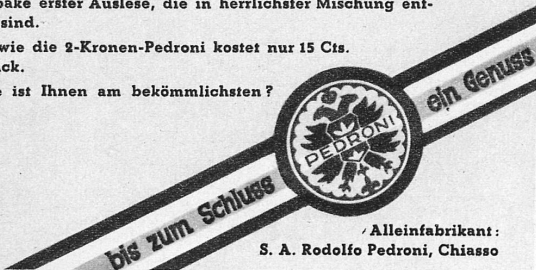 bake erster Auslese, die in herrlichster Mischung ent-
sind.
wie die 2-Kronen-Pedroni kostet nur 15 Cts.
ck.
e ist Ihnen am bekömmlichsten?
ein Genuss
PEDRONI
bis zum Schluss
Alleinfabrikant:
S. A. Rodolfo Pedroni, Chiasso